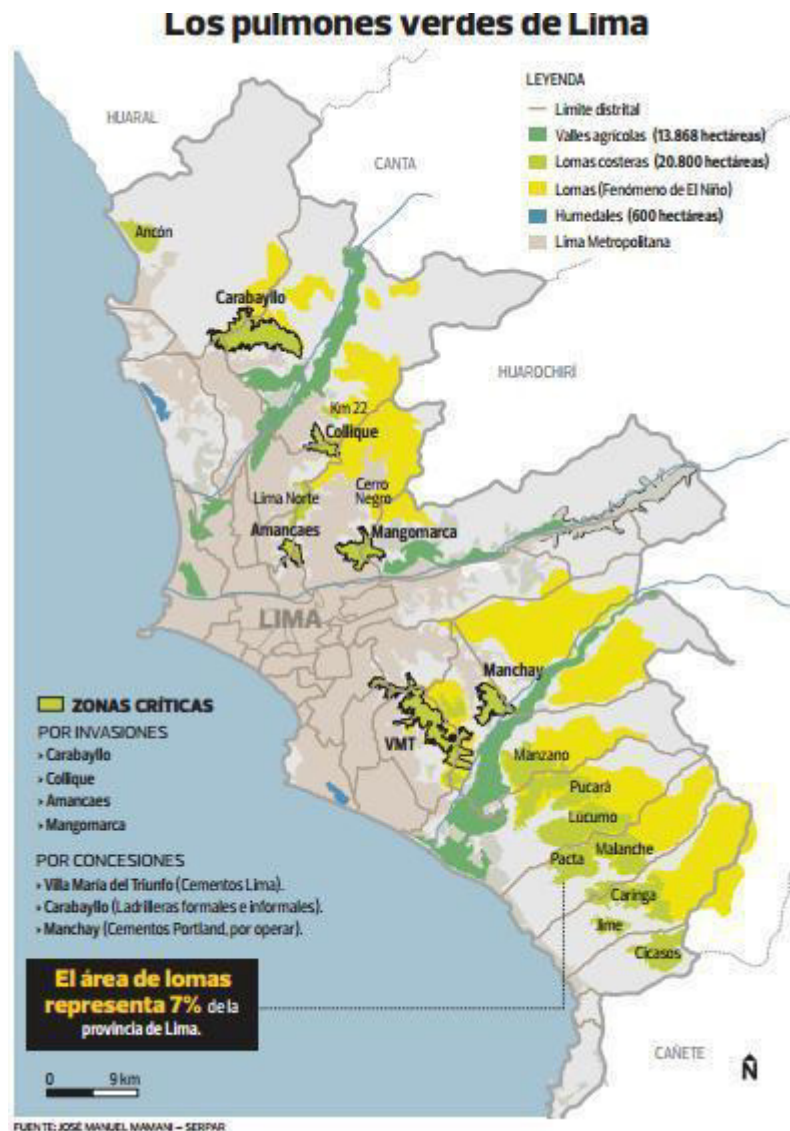 Los pulmones verdes de Lima
LEYENDA
Límite distrital
Valles agrícolas (13.868 hectáreas)
Lomas costeras (20.800 hectáreas)
Lomas (Fenómeno de El Niño)
Humedales (600 hectáreas)
Lima Metropolitana
HUARAL
CANTA
Ancón
Carabayllo
HUAROCHIRÍ
Km 22
Collique
Lima Norte
Cerro
Negro
Amancaes
Mangomarca
LIMA
Manchay
VMT
Manzano
Pucará
Lúcumo
Malanche
Pacta
Caringa
Jime
Cicasos
ZONAS CRÍTICAS
POR INVASIONES
› Carabayllo
› Collique
› Amancaes
› Mangomarca
POR CONCESIONES
› Villa María del Triunfo (Cementos Lima).
› Carabayllo (Ladrilleras formales e informales).
› Manchay (Cementos Portland, por operar).
El área de lomas
representa 7% de la
provincia de Lima.
CAÑETE
N
0 9 km
FUENTE: JOSÉ MANUEL MAMANI – SERPAR